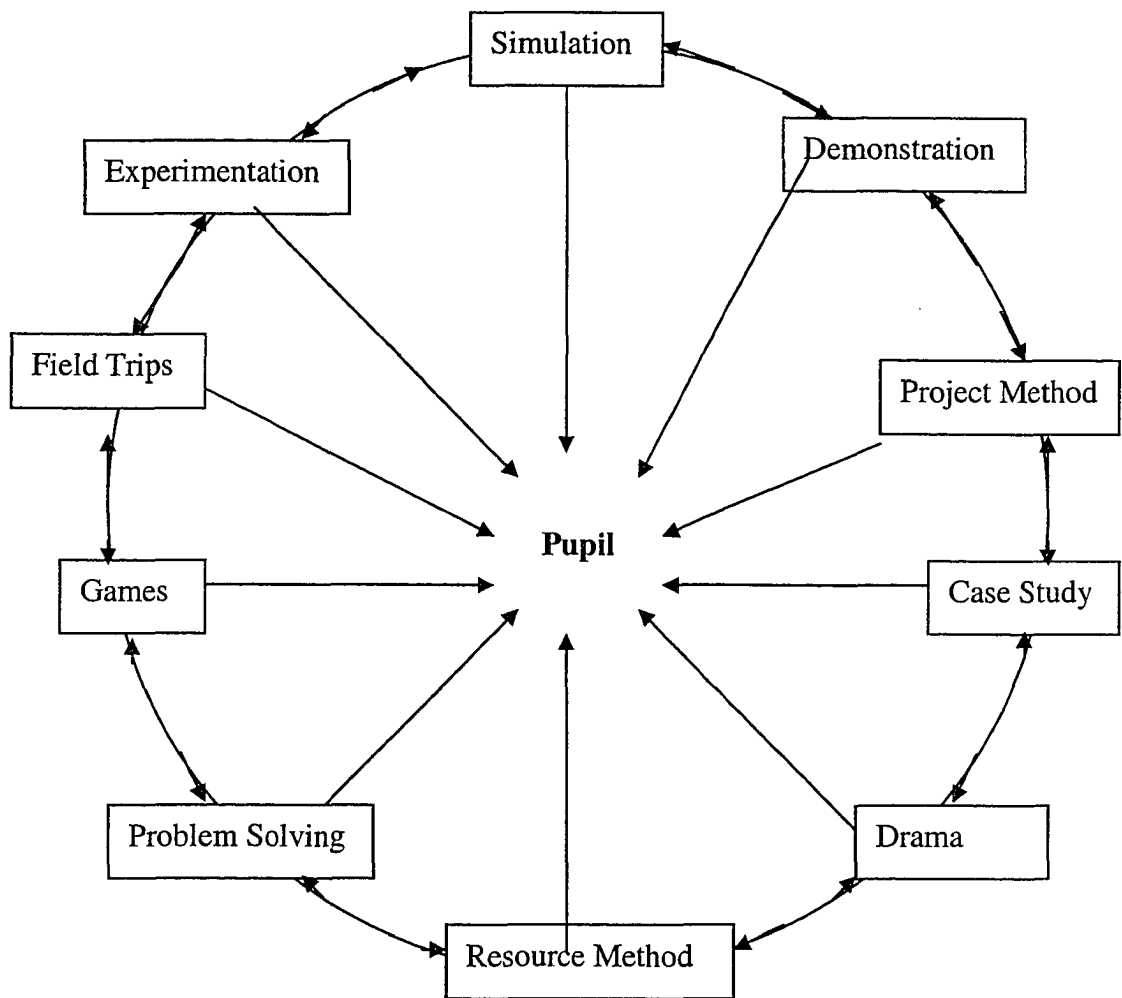 Simulation
Demonstration
Experimentation
Field Trips
Project Method
Pupil
Games
Case Study
Problem Solving
Drama
Resource Method